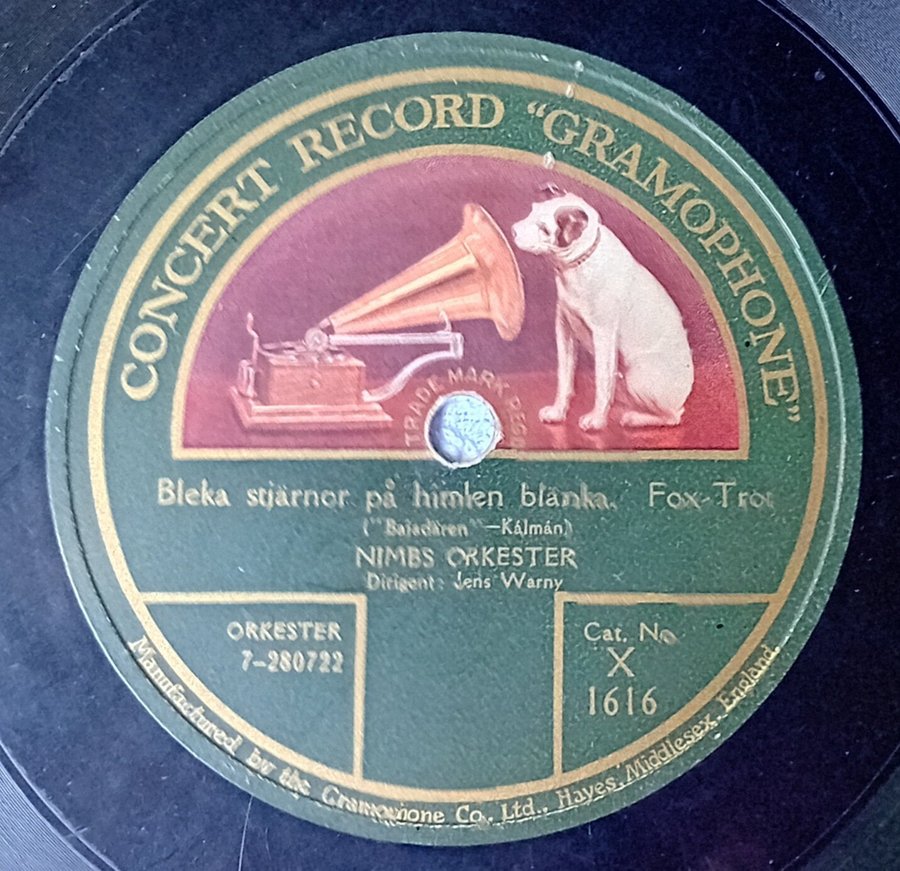 CONCERT RECORD “GRAMOPHONE”
TRADE MARK REGD
Bleka stjärnor på himlen blänka. Fox-Trot
("Bajadären"—Kálmán)
NIMBS ORKESTER
Dirigent: Jens Warny
ORKESTER
7-280722
Cat. No
X
1616
Manufactured by the Gramophone Co., Ltd., Hayes, Middlesex, England.